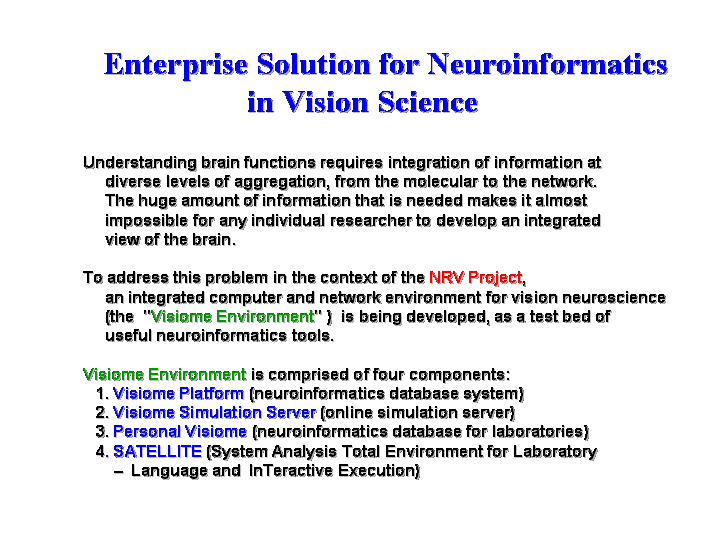 Enterprise Solution for Neuroinformatics
in Vision Science
Understanding brain functions requires integration of information at
diverse levels of aggregation, from the molecular to the network.
The huge amount of information that is needed makes it almost
impossible for any individual researcher to develop an integrated
view of the brain.
To address this problem in the context of the NRV Project,
an integrated computer and network environment for vision neuroscience
(the "Visiome Environment" ) is being developed, as a test bed of
useful neuroinformatics tools.
Visiome Environment is comprised of four components:
1. Visiome Platform (neuroinformatics database system)
2. Visiome Simulation Server (online simulation server)
3. Personal Visiome (neuroinformatics database for laboratories)
4. SATELLITE (System Analysis Total Environment for Laboratory
– Language and InTeractive Execution)